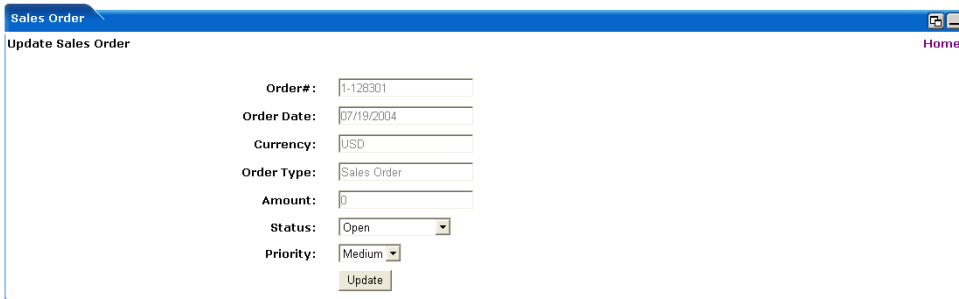 Sales Order
Update Sales Order
Home
Order#: 1-128301
Order Date: 07/19/2004
Currency: USD
Order Type: Sales Order
Amount: 0
Status: Open
Priority: Medium
Update